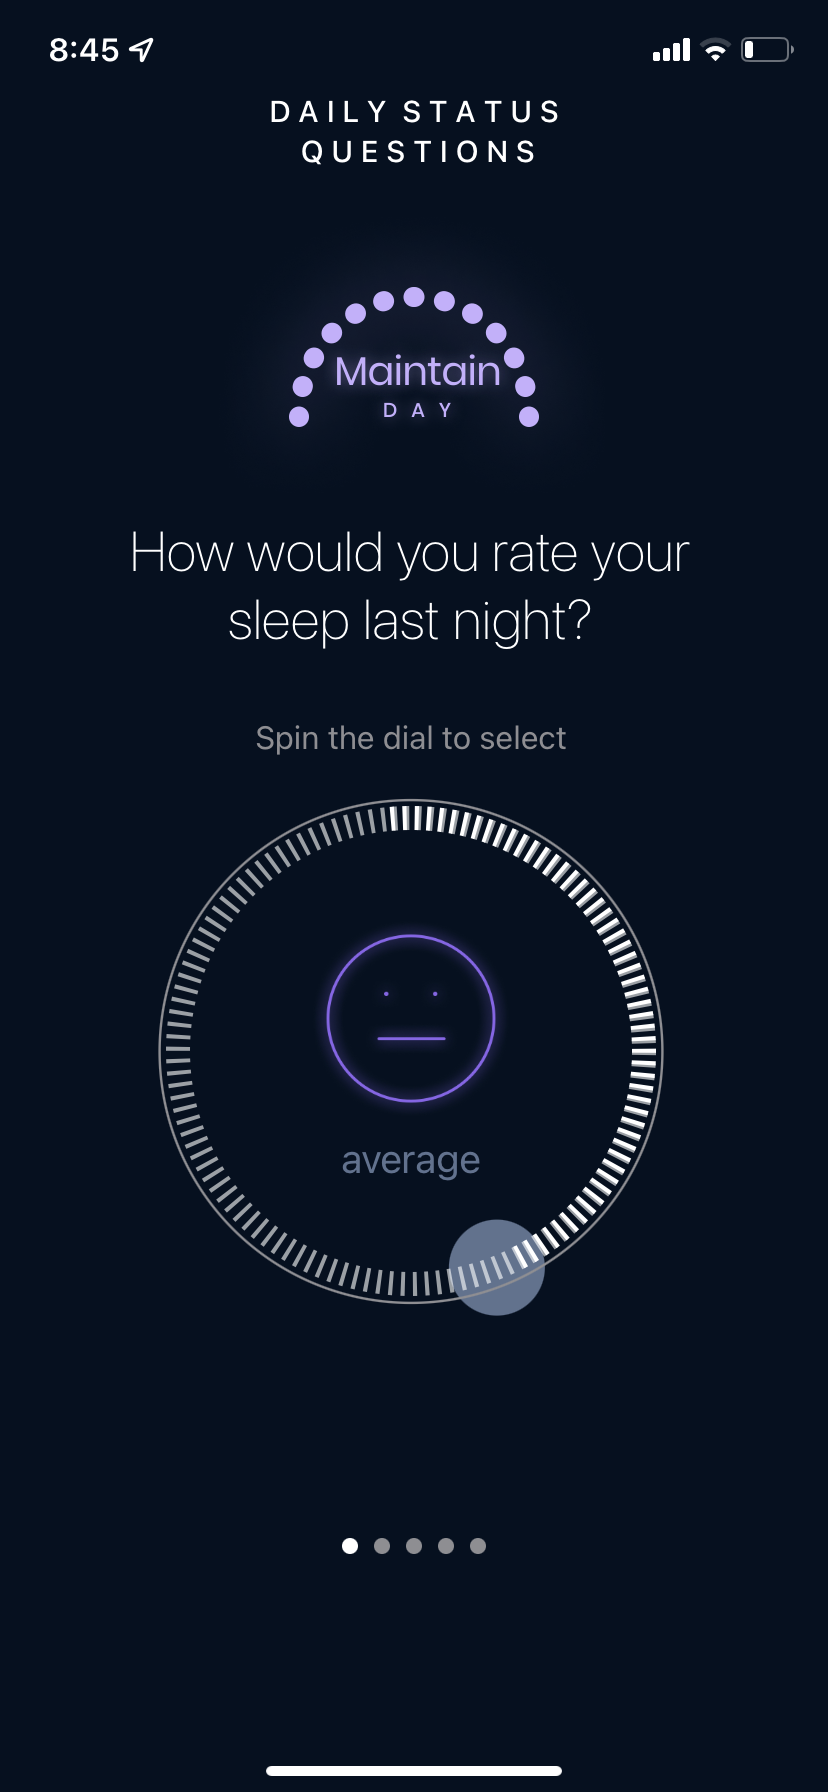 8:45
DAILY STATUS
QUESTIONS
Maintain
DAY
How would you rate your
sleep last night?
Spin the dial to select
average